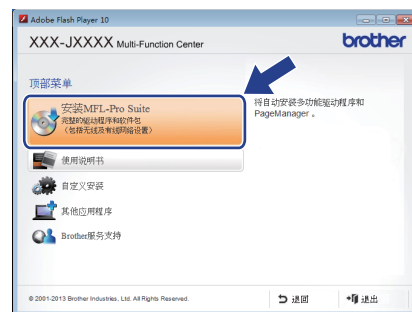 Adobe Flash Player 10
XXX-JXXXX Multi-Function Center
brother
顶部菜单
安装MFL-Pro Suite
完整的驱动程序和软件包
（包括无线及有线网络设置）
将自动安装多功能驱动程序和
PageManager 。
使用说明书
自定义安装
其他应用程序
Brother服务支持
© 2001-2013 Brother Industries, Ltd. All Rights Reserved.
退回
退出